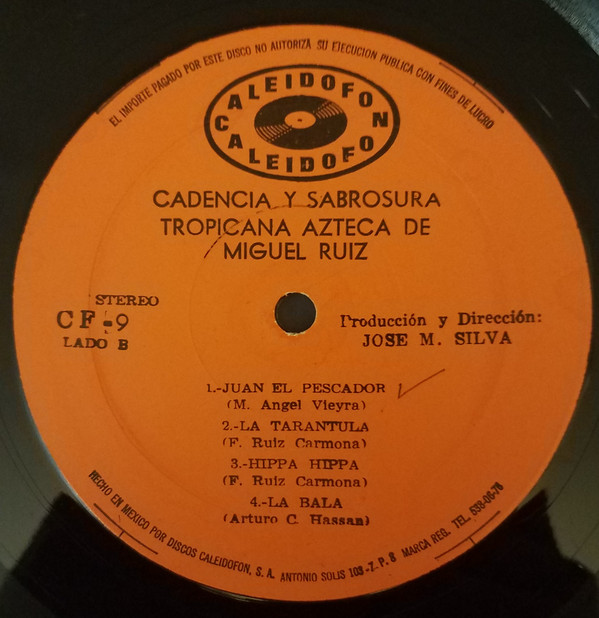 EL IMPORTE PAGADO POR ESTE DISCO NO AUTORIZA SU EJECUCION PUBLICA CON FINES DE LUCRO
CALEIDOFON
CALEIDOFON
CADENCIA Y SABROSURA
TROPICANA AZTECA DE
MIGUEL RUIZ
STEREO
CF-9
LADO B
Producción y Dirección:
JOSE M. SILVA
1.-JUAN EL PESCADOR
(M. Angel Vieyra)
2.-LA TARANTULA
(F. Ruiz Carmona)
3.-HIPPA HIPPA
(F. Ruiz Carmona)
4.-LA BALA
(Arturo C. Hassan)
HECHO EN MEXICO POR DISCOS CALEIDOFON, S.A. ANTONIO SOLIS 103-Z.P. 8 MARCA REG. TEL. 538-06-78